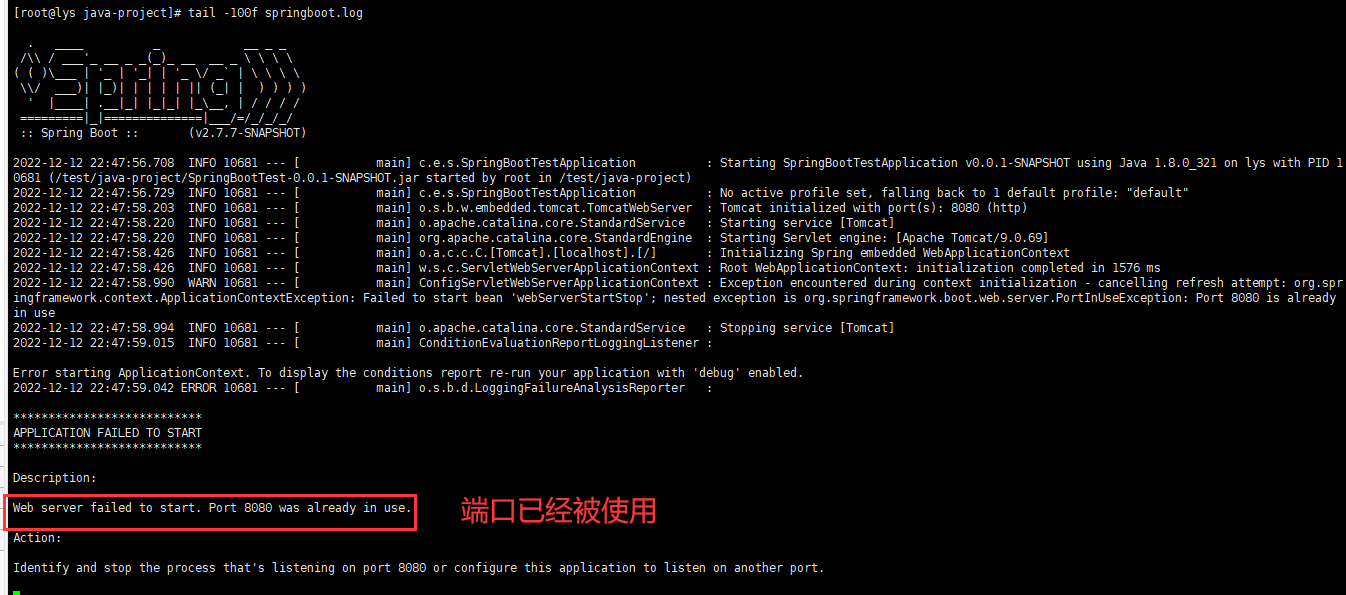 [root@lys java-project]# tail -100f springboot.log
  .   ____          _            __ _ _
 /\\ / ___'_ __ _ _(_)_ __  __ _ \ \ \ \
( ( )\___ | '_ | '_| | '_ \/ _` | \ \ \ \
 \\/  ___)| |_)| | | | | || (_| |  ) ) ) )
  '  |____| .__|_| |_|_| |_\__, | / / / /
 =========|_|==============|___/=/_/_/_/
 :: Spring Boot ::       (v2.7.7-SNAPSHOT)
2022-12-12 22:47:56.708  INFO 10681 --- [           main] c.e.s.SpringBootTestApplication          : Starting SpringBootTestApplication v0.0.1-SNAPSHOT using Java 1.8.0_321 on lys with PID 1
0681 (/test/java-project/SpringBootTest-0.0.1-SNAPSHOT.jar started by root in /test/java-project)
2022-12-12 22:47:56.729  INFO 10681 --- [           main] c.e.s.SpringBootTestApplication          : No active profile set, falling back to 1 default profile: "default"
2022-12-12 22:47:58.203  INFO 10681 --- [           main] o.s.b.w.embedded.tomcat.TomcatWebServer  : Tomcat initialized with port(s): 8080 (http)
2022-12-12 22:47:58.220  INFO 10681 --- [           main] o.apache.catalina.core.StandardService   : Starting service [Tomcat]
2022-12-12 22:47:58.220  INFO 10681 --- [           main] org.apache.catalina.core.StandardEngine  : Starting Servlet engine: [Apache Tomcat/9.0.69]
2022-12-12 22:47:58.426  INFO 10681 --- [           main] o.a.c.c.C.[Tomcat].[localhost].[/]       : Initializing Spring embedded WebApplicationContext
2022-12-12 22:47:58.426  INFO 10681 --- [           main] w.s.c.ServletWebServerApplicationContext : Root WebApplicationContext: initialization completed in 1576 ms
2022-12-12 22:47:58.990  WARN 10681 --- [           main] ConfigServletWebServerApplicationContext : Exception encountered during context initialization - cancelling refresh attempt: org.spr
ingframework.context.ApplicationContextException: Failed to start bean 'webServerStartStop'; nested exception is org.springframework.boot.web.server.PortInUseException: Port 8080 is already
in use
2022-12-12 22:47:58.994  INFO 10681 --- [           main] o.apache.catalina.core.StandardService   : Stopping service [Tomcat]
2022-12-12 22:47:59.015  INFO 10681 --- [           main] ConditionEvaluationReportLoggingListener :
Error starting ApplicationContext. To display the conditions report re-run your application with 'debug' enabled.
2022-12-12 22:47:59.042 ERROR 10681 --- [           main] o.s.b.d.LoggingFailureAnalysisReporter   :
***************************
APPLICATION FAILED TO START
***************************
Description:
Web server failed to start. Port 8080 was already in use.
端口已经被使用
Action:
Identify and stop the process that's listening on port 8080 or configure this application to listen on another port.